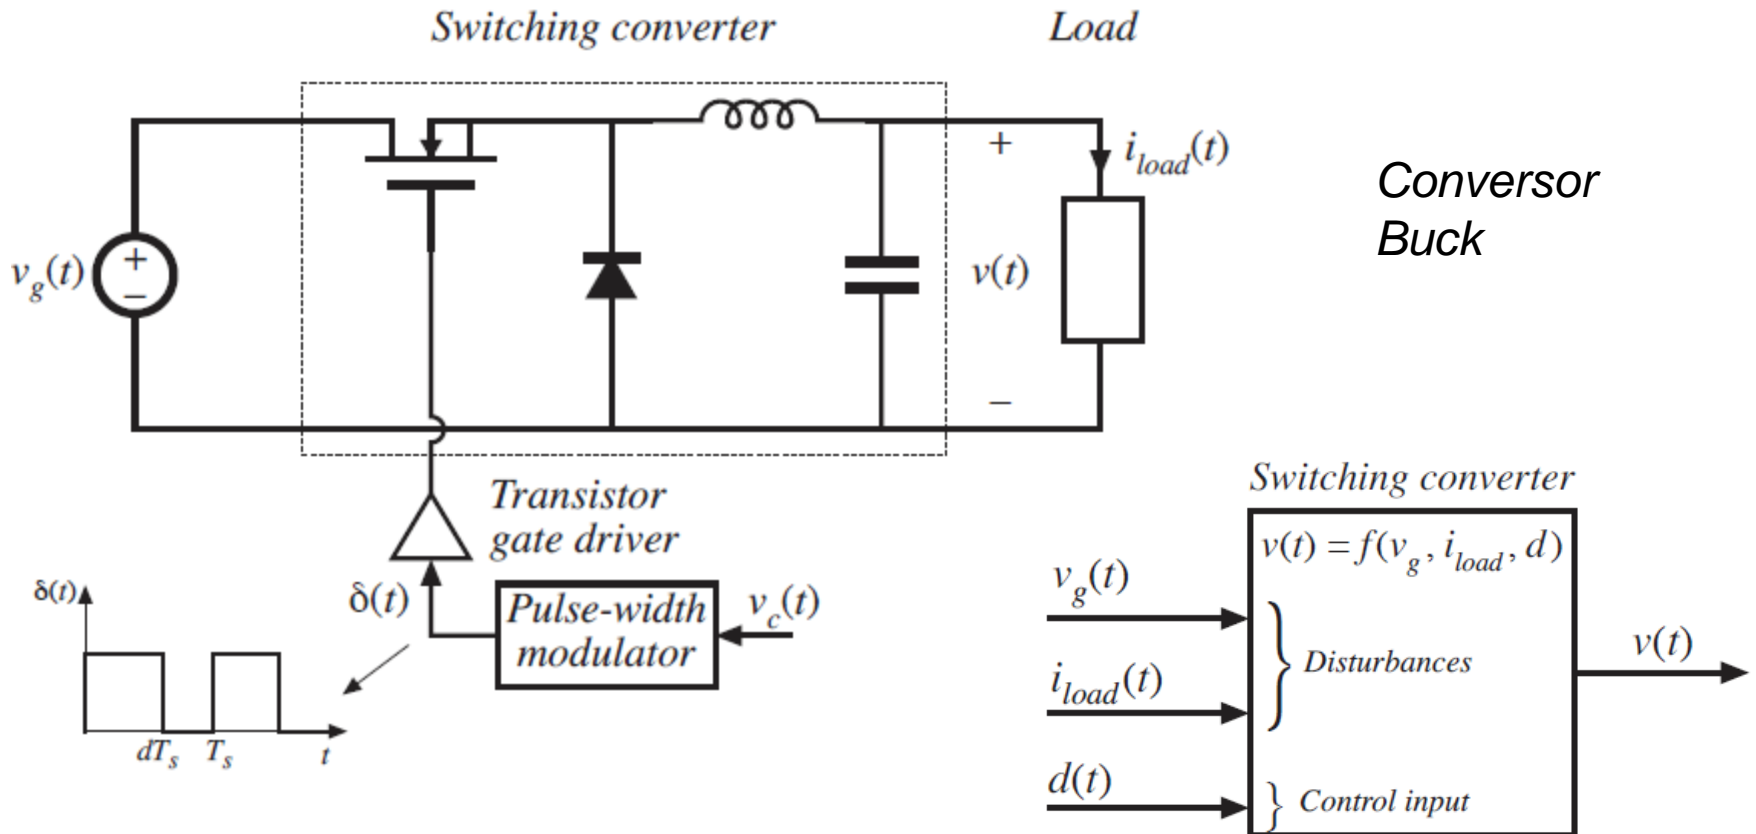 Switching converter
Load
+
i_load(t)
Conversor
Buck
v_g(t)
+
−
v(t)
−
Transistor
gate driver
δ(t)
δ(t)
Pulse-width
modulator
v_c(t)
dT_s
T_s
t
Switching converter
v(t) = f(v_g, i_load, d)
v_g(t)
} Disturbances
i_load(t)
v(t)
d(t)
} Control input